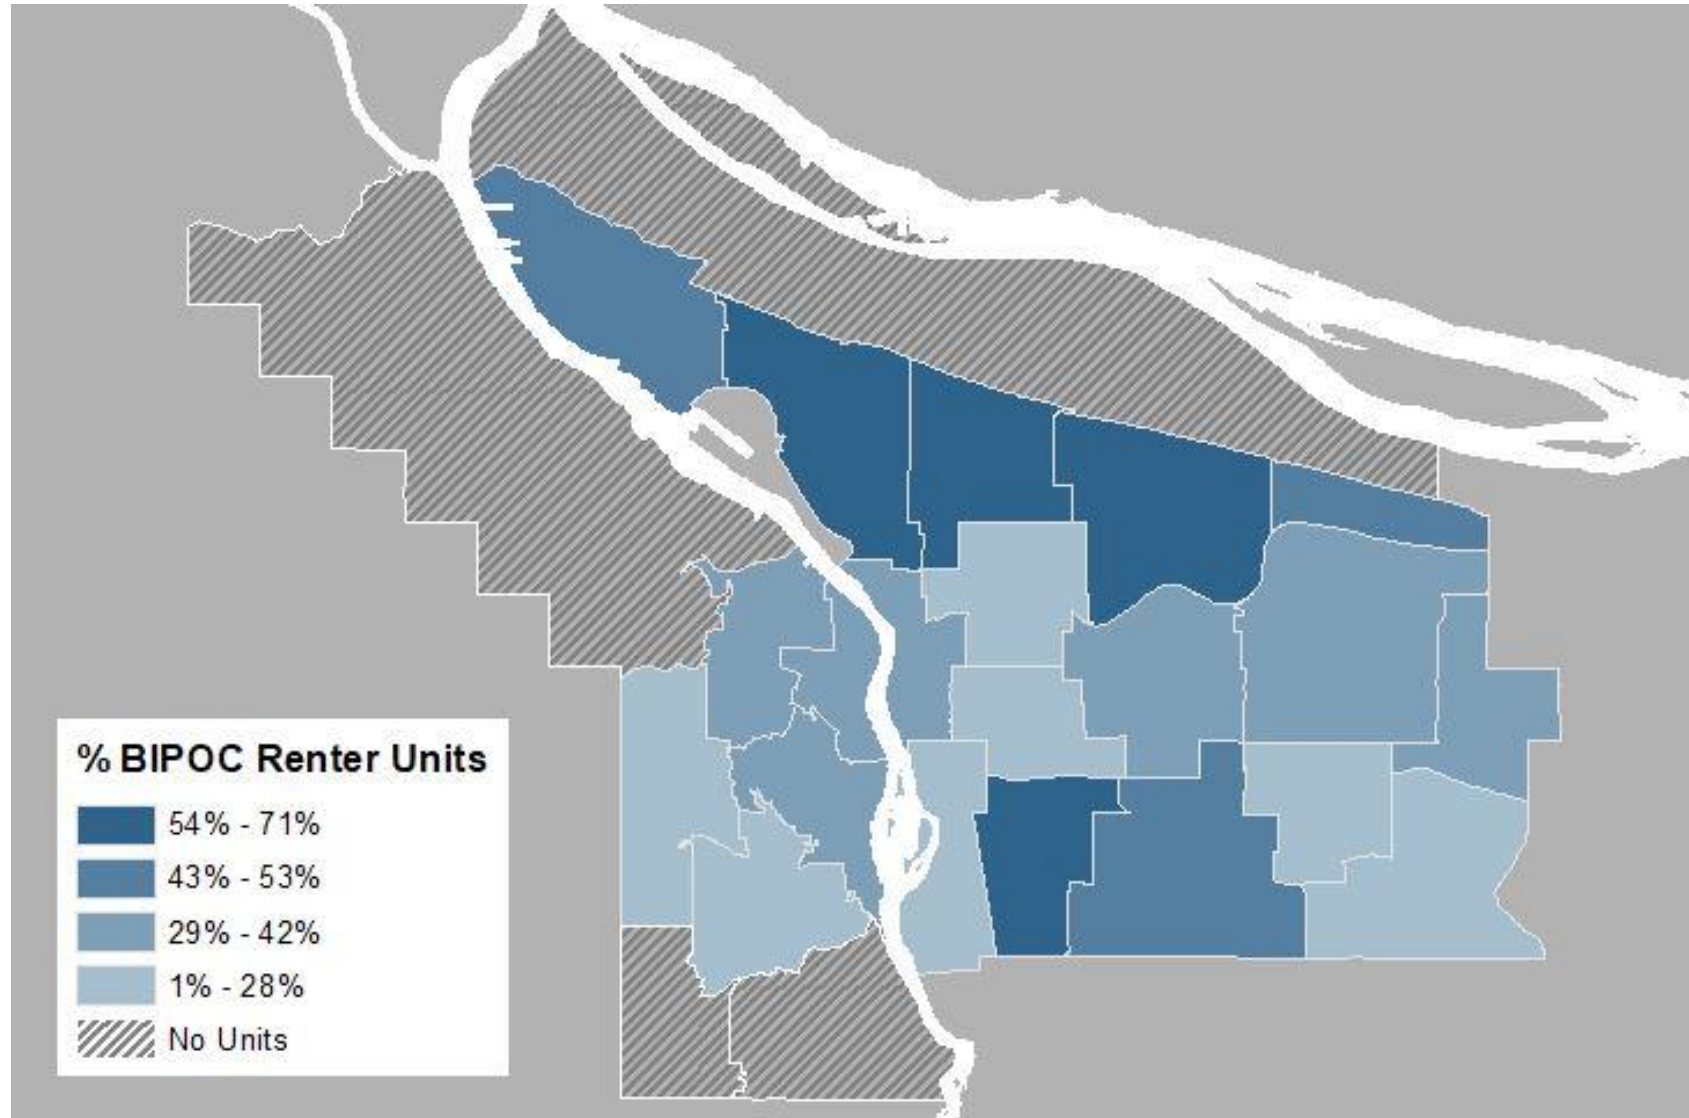 % BIPOC Renter Units
54% - 71%
43% - 53%
29% - 42%
1% - 28%
No Units